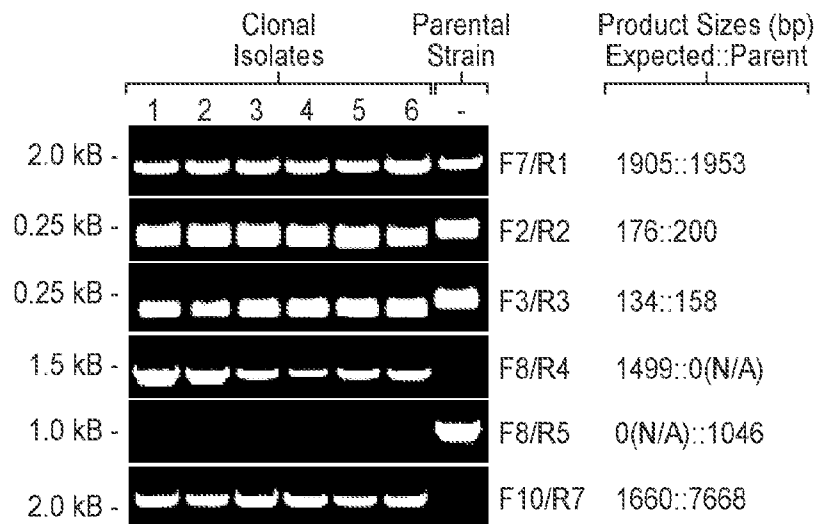 Clonal Isolates
Parental Strain
Product Sizes (bp)
Expected::Parent
1 2 3 4 5 6 -
2.0 kB - F7/R1 1905::1953
0.25 kB - F2/R2 176::200
0.25 kB - F3/R3 134::158
1.5 kB - F8/R4 1499::0(N/A)
1.0 kB - F8/R5 0(N/A)::1046
2.0 kB - F10/R7 1660::7668